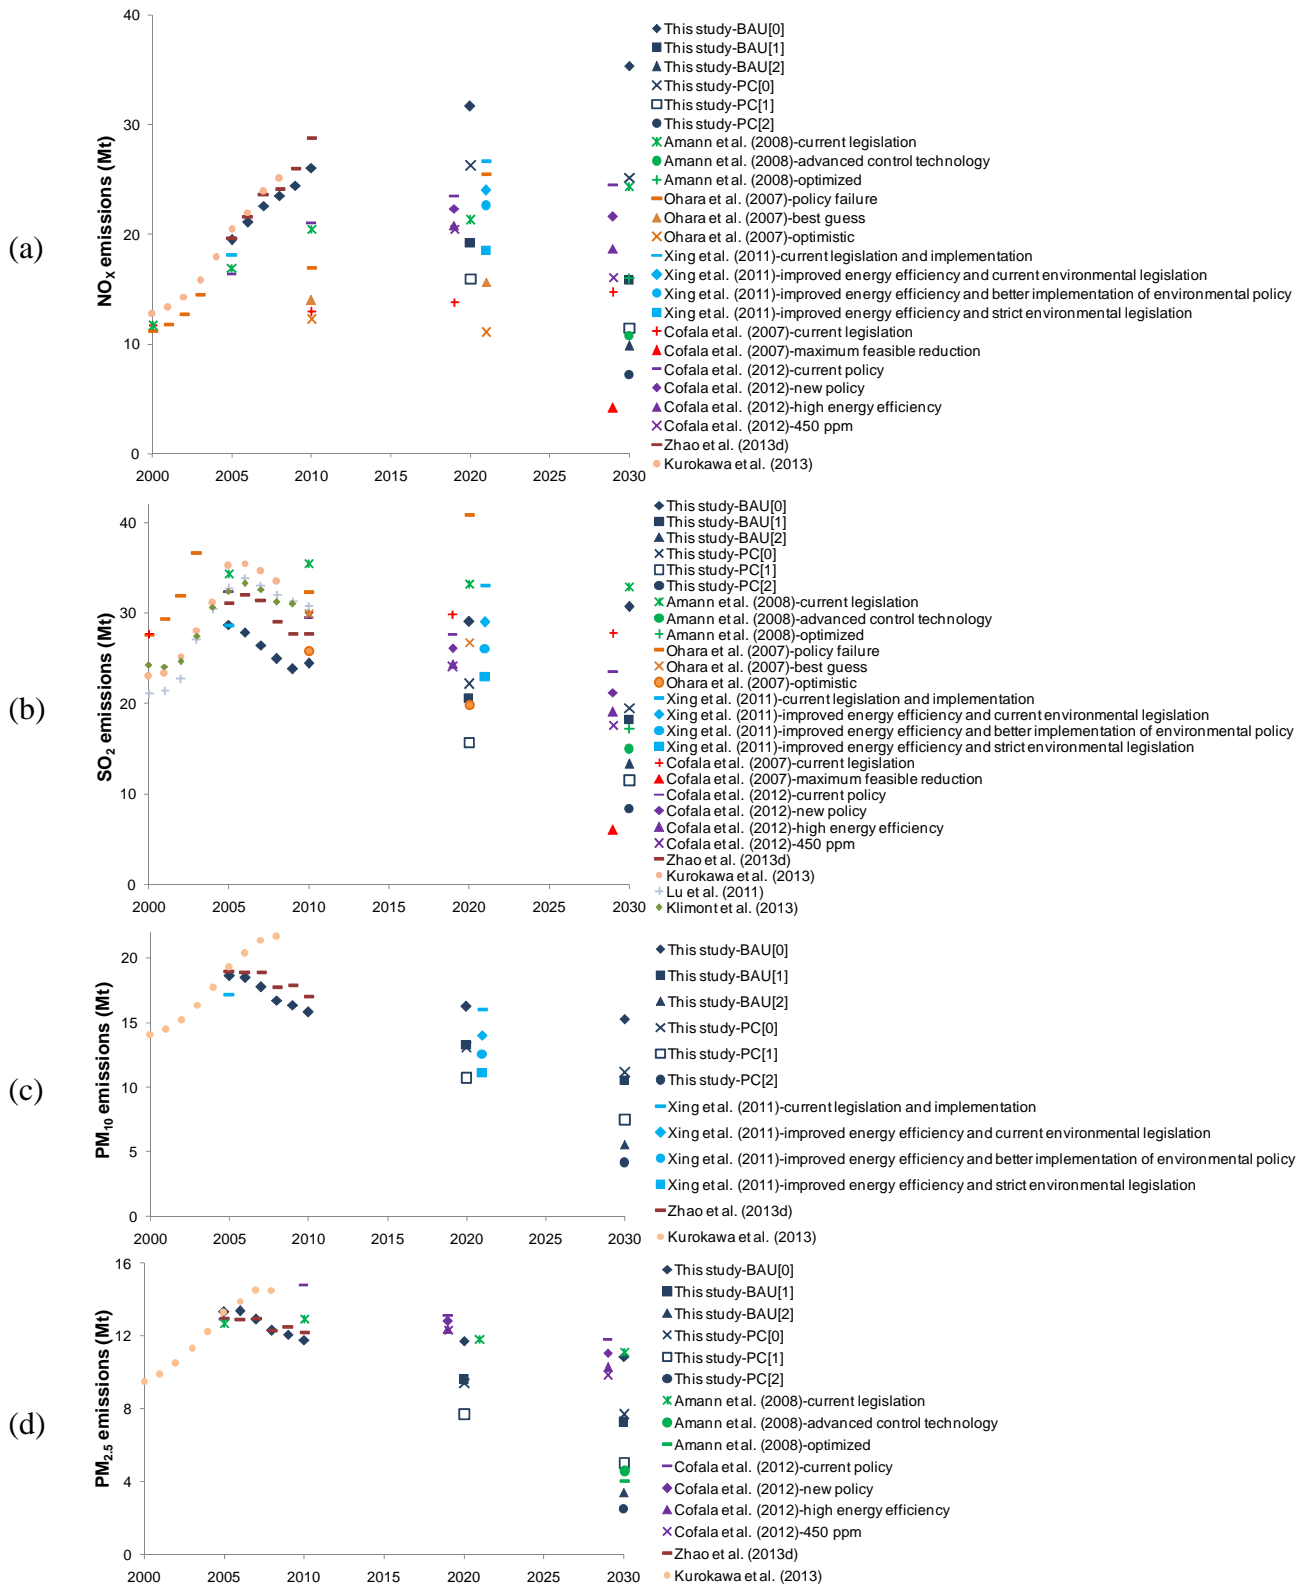 (a)
NOX emissions (Mt)
40
30
20
10
0
2000 2005 2010 2015 2020 2025 2030
This study-BAU[0]
This study-BAU[1]
This study-BAU[2]
This study-PC[0]
This study-PC[1]
This study-PC[2]
Amann et al. (2008)-current legislation
Amann et al. (2008)-advanced control technology
Amann et al. (2008)-optimized
Ohara et al. (2007)-policy failure
Ohara et al. (2007)-best guess
Ohara et al. (2007)-optimistic
Xing et al. (2011)-current legislation and implementation
Xing et al. (2011)-improved energy efficiency and current environmental legislation
Xing et al. (2011)-improved energy efficiency and better implementation of environmental policy
Xing et al. (2011)-improved energy efficiency and strict environmental legislation
Cofala et al. (2007)-current legislation
Cofala et al. (2007)-maximum feasible reduction
Cofala et al. (2012)-current policy
Cofala et al. (2012)-new policy
Cofala et al. (2012)-high energy efficiency
Cofala et al. (2012)-450 ppm
Zhao et al. (2013d)
Kurokawa et al. (2013)
(b)
SO2 emissions (Mt)
40
30
20
10
0
2000 2005 2010 2015 2020 2025 2030
This study-BAU[0]
This study-BAU[1]
This study-BAU[2]
This study-PC[0]
This study-PC[1]
This study-PC[2]
Amann et al. (2008)-current legislation
Amann et al. (2008)-advanced control technology
Amann et al. (2008)-optimized
Ohara et al. (2007)-policy failure
Ohara et al. (2007)-best guess
Ohara et al. (2007)-optimistic
Xing et al. (2011)-current legislation and implementation
Xing et al. (2011)-improved energy efficiency and current environmental legislation
Xing et al. (2011)-improved energy efficiency and better implementation of environmental policy
Xing et al. (2011)-improved energy efficiency and strict environmental legislation
Cofala et al. (2007)-current legislation
Cofala et al. (2007)-maximum feasible reduction
Cofala et al. (2012)-current policy
Cofala et al. (2012)-new policy
Cofala et al. (2012)-high energy efficiency
Cofala et al. (2012)-450 ppm
Zhao et al. (2013d)
Kurokawa et al. (2013)
Lu et al. (2011)
Klimont et al. (2013)
(c)
PM10 emissions (Mt)
20
15
10
5
0
2000 2005 2010 2015 2020 2025 2030
This study-BAU[0]
This study-BAU[1]
This study-BAU[2]
This study-PC[0]
This study-PC[1]
This study-PC[2]
Xing et al. (2011)-current legislation and implementation
Xing et al. (2011)-improved energy efficiency and current environmental legislation
Xing et al. (2011)-improved energy efficiency and better implementation of environmental policy
Xing et al. (2011)-improved energy efficiency and strict environmental legislation
Zhao et al. (2013d)
Kurokawa et al. (2013)
(d)
PM2.5 emissions (Mt)
16
12
8
4
0
2000 2005 2010 2015 2020 2025 2030
This study-BAU[0]
This study-BAU[1]
This study-BAU[2]
This study-PC[0]
This study-PC[1]
This study-PC[2]
Amann et al. (2008)-current legislation
Amann et al. (2008)-advanced control technology
Amann et al. (2008)-optimized
Cofala et al. (2012)-current policy
Cofala et al. (2012)-new policy
Cofala et al. (2012)-high energy efficiency
Cofala et al. (2012)-450 ppm
Zhao et al. (2013d)
Kurokawa et al. (2013)